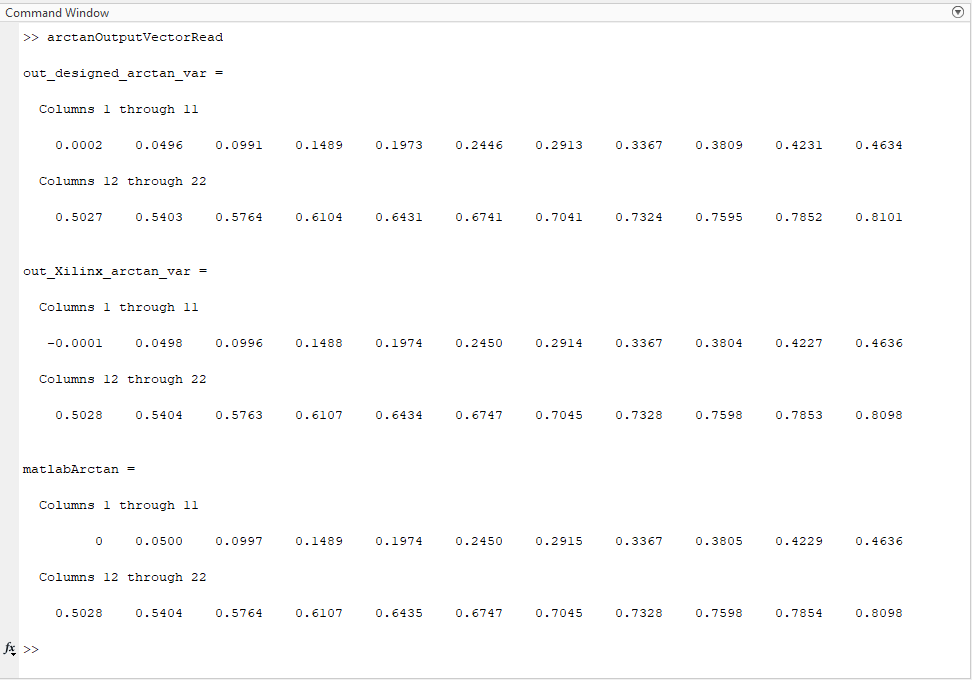 Command Window
>> arctanOutputVectorRead
out_designed_arctan_var =
Columns 1 through 11
0.0002 0.0496 0.0991 0.1489 0.1973 0.2446 0.2913 0.3367 0.3809 0.4231 0.4634
Columns 12 through 22
0.5027 0.5403 0.5764 0.6104 0.6431 0.6741 0.7041 0.7324 0.7595 0.7852 0.8101
out_Xilinx_arctan_var =
Columns 1 through 11
-0.0001 0.0498 0.0996 0.1488 0.1974 0.2450 0.2914 0.3367 0.3804 0.4227 0.4636
Columns 12 through 22
0.5028 0.5404 0.5763 0.6107 0.6434 0.6747 0.7045 0.7328 0.7598 0.7853 0.8098
matlabArctan =
Columns 1 through 11
0 0.0500 0.0997 0.1489 0.1974 0.2450 0.2915 0.3367 0.3805 0.4229 0.4636
Columns 12 through 22
0.5028 0.5404 0.5764 0.6107 0.6435 0.6747 0.7045 0.7328 0.7598 0.7854 0.8098
fx >>